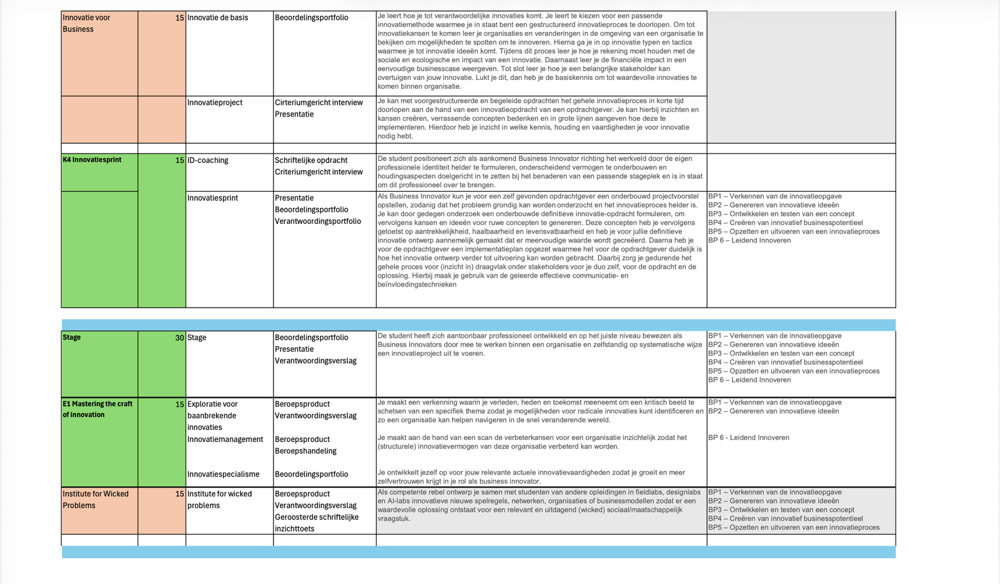 Innovatie voor
Business
15
Innovatie de basis
Beoordelingsportfolio
Je leert hoe je tot verantwoordelijke innovaties komt. Je leert te kiezen voor een passende
innovatiemethode waarmee je in staat bent een gestructureerd innovatieproces te doorlopen. Om tot
innovatiekansen te komen leer je organisaties en veranderingen in de omgeving van een organisatie te
bekijken om mogelijkheden te spotten om te innoveren. Hierna ga je in op innovatie typen en tactics
waarmee je tot innovatie ideeën komt. Tijdens dit proces leer je hoe je rekening moet houden met de
sociale en ecologische en impact van een innovatie. Daarnaast leer je de financiële impact in een
eenvoudige businesscase weergeven. Tot slot leer je hoe je een belangrijke stakeholder kan
overtuigen van jouw innovatie. Lukt je dit, dan heb je de basiskennis om tot waardevolle innovaties te
komen binnen organisatie.
Innovatieproject
Cirteriumgericht interview
Presentatie
Je kan met voorgestructureerde en begeleide opdrachten het gehele innovatieproces in korte tijd
doorlopen aan de hand van een innovatieopdracht van een opdrachtgever. Je kan hierbij inzichten en
kansen creëren, verrassende concepten bedenken en in grote lijnen aangeven hoe deze te
implementeren. Hierdoor heb je inzicht in welke kennis, houding en vaardigheden je voor innovatie
nodig hebt.
K4 Innovatiesprint
15
ID-coaching
Schriftelijke opdracht
Criteriumgericht interview
De student positioneert zich als aankomend Business Innovator richting het werkveld door de eigen
professionele identiteit helder te formuleren, onderscheidend vermogen te onderbouwen en
houdingsaspecten doelgericht in te zetten bij het benaderen van een passende stageplek en is in staat
om dit professioneel over te brengen.
Innovatiesprint
Presentatie
Beoordelingsportfolio
Verantwoordingsportfolio
Als Business Innovator kun je voor een zelf gevonden opdrachtgever een onderbouwd projectvoorstel
opstellen, zodanig dat het probleem grondig kan worden onderzocht en het innovatieproces helder is.
Je kan door gedegen onderzoek een onderbouwde definitieve innovatie-opdracht formuleren, om
vervolgens kansen en ideeën voor ruwe concepten te genereren. Deze concepten heb je vervolgens
getoetst op aantrekkelijkheid, haalbaarheid en levensvatbaarheid en heb je voor jullie definitieve
innovatie ontwerp aannemelijk gemaakt dat er meervoudige waarde wordt gecreëerd. Daarna heb je
voor de opdrachtgever een implementatieplan opgezet waarmee het voor de opdrachtgever duidelijk is
hoe het innovatie ontwerp verder tot uitvoering kan worden gebracht. Daarbij zorg je gedurende het
gehele proces voor (inzicht in) draagvlak onder stakeholders voor je duo zelf, voor de opdracht en de
oplossing. Hierbij maak je gebruik van de geleerde effectieve communicatie- en
beïnvloedingstechnieken
BP1 – Verkennen van de innovatieopgave
BP2 – Genereren van innovatieve ideeën
BP3 – Ontwikkelen en testen van een concept
BP4 – Creëren van innovatief businesspotentieel
BP5 – Opzetten en uitvoeren van een innovatieproces
BP 6 – Leidend Innoveren
Stage
30
Stage
Beoordelingsportfolio
Presentatie
Verantwoordingsverslag
De student heeft zich aantoonbaar professioneel ontwikkeld en op het juiste niveau bewezen als
Business Innovators door mee te werken binnen een organisatie en zelfstandig op systematische wijze
een innovatieproject uit te voeren.
BP1 – Verkennen van de innovatieopgave
BP2 – Genereren van innovatieve ideeën
BP3 – Ontwikkelen en testen van een concept
BP4 – Creëren van innovatief businesspotentieel
BP5 – Opzetten en uitvoeren van een innovatieproces
BP 6 – Leidend Innoveren
E1 Mastering the craft
of innovation
15
Exploratie voor
baanbrekende
innovaties
Beroepsproduct
Verantwoordingsverslag
Je maakt een verkenning waarin je verleden, heden en toekomst meeneemt om een kritisch beeld te
schetsen van een specifiek thema zodat je mogelijkheden voor radicale innovaties kunt identificeren en
zo een organisatie kan helpen navigeren in de snel veranderende wereld.
BP1 – Verkennen van de innovatieopgave
BP2 – Genereren van innovatieve ideeën
Innovatiemanagement
Beroepsproduct
Beroepshandeling
Je maakt aan de hand van een scan de verbeterkansen voor een organisatie inzichtelijk zodat het
(structurele) innovatievermogen van deze organisatie verbeterd kan worden.
BP 6 - Leidend Innoveren
Innovatiespecialisme
Beoordelingsportfolio
Je ontwikkelt jezelf op voor jouw relevante actuele innovatievaardigheden zodat je groeit en meer
zelfvertrouwen krijgt in je rol als business innovator.
Institute for Wicked
Problems
15
Institute for wicked
problems
Beroepsproduct
Verantwoordingsverslag
Geroosterde schriftelijke
inzichttoets
Als competente rebel ontwerp je samen met studenten van andere opleidingen in fieldlabs, designlabs
en AI-labs innovatieve nieuwe spelregels, netwerken, organisaties of businessmodellen zodat er een
waardevolle oplossing ontstaat voor een relevant en uitdagend (wicked) sociaal/maatschappelijk
vraagstuk.
BP1 – Verkennen van de innovatieopgave
BP2 – Genereren van innovatieve ideeën
BP3 – Ontwikkelen en testen van een concept
BP4 – Creëren van innovatief businesspotentieel
BP5 – Opzetten en uitvoeren van een innovatieproces